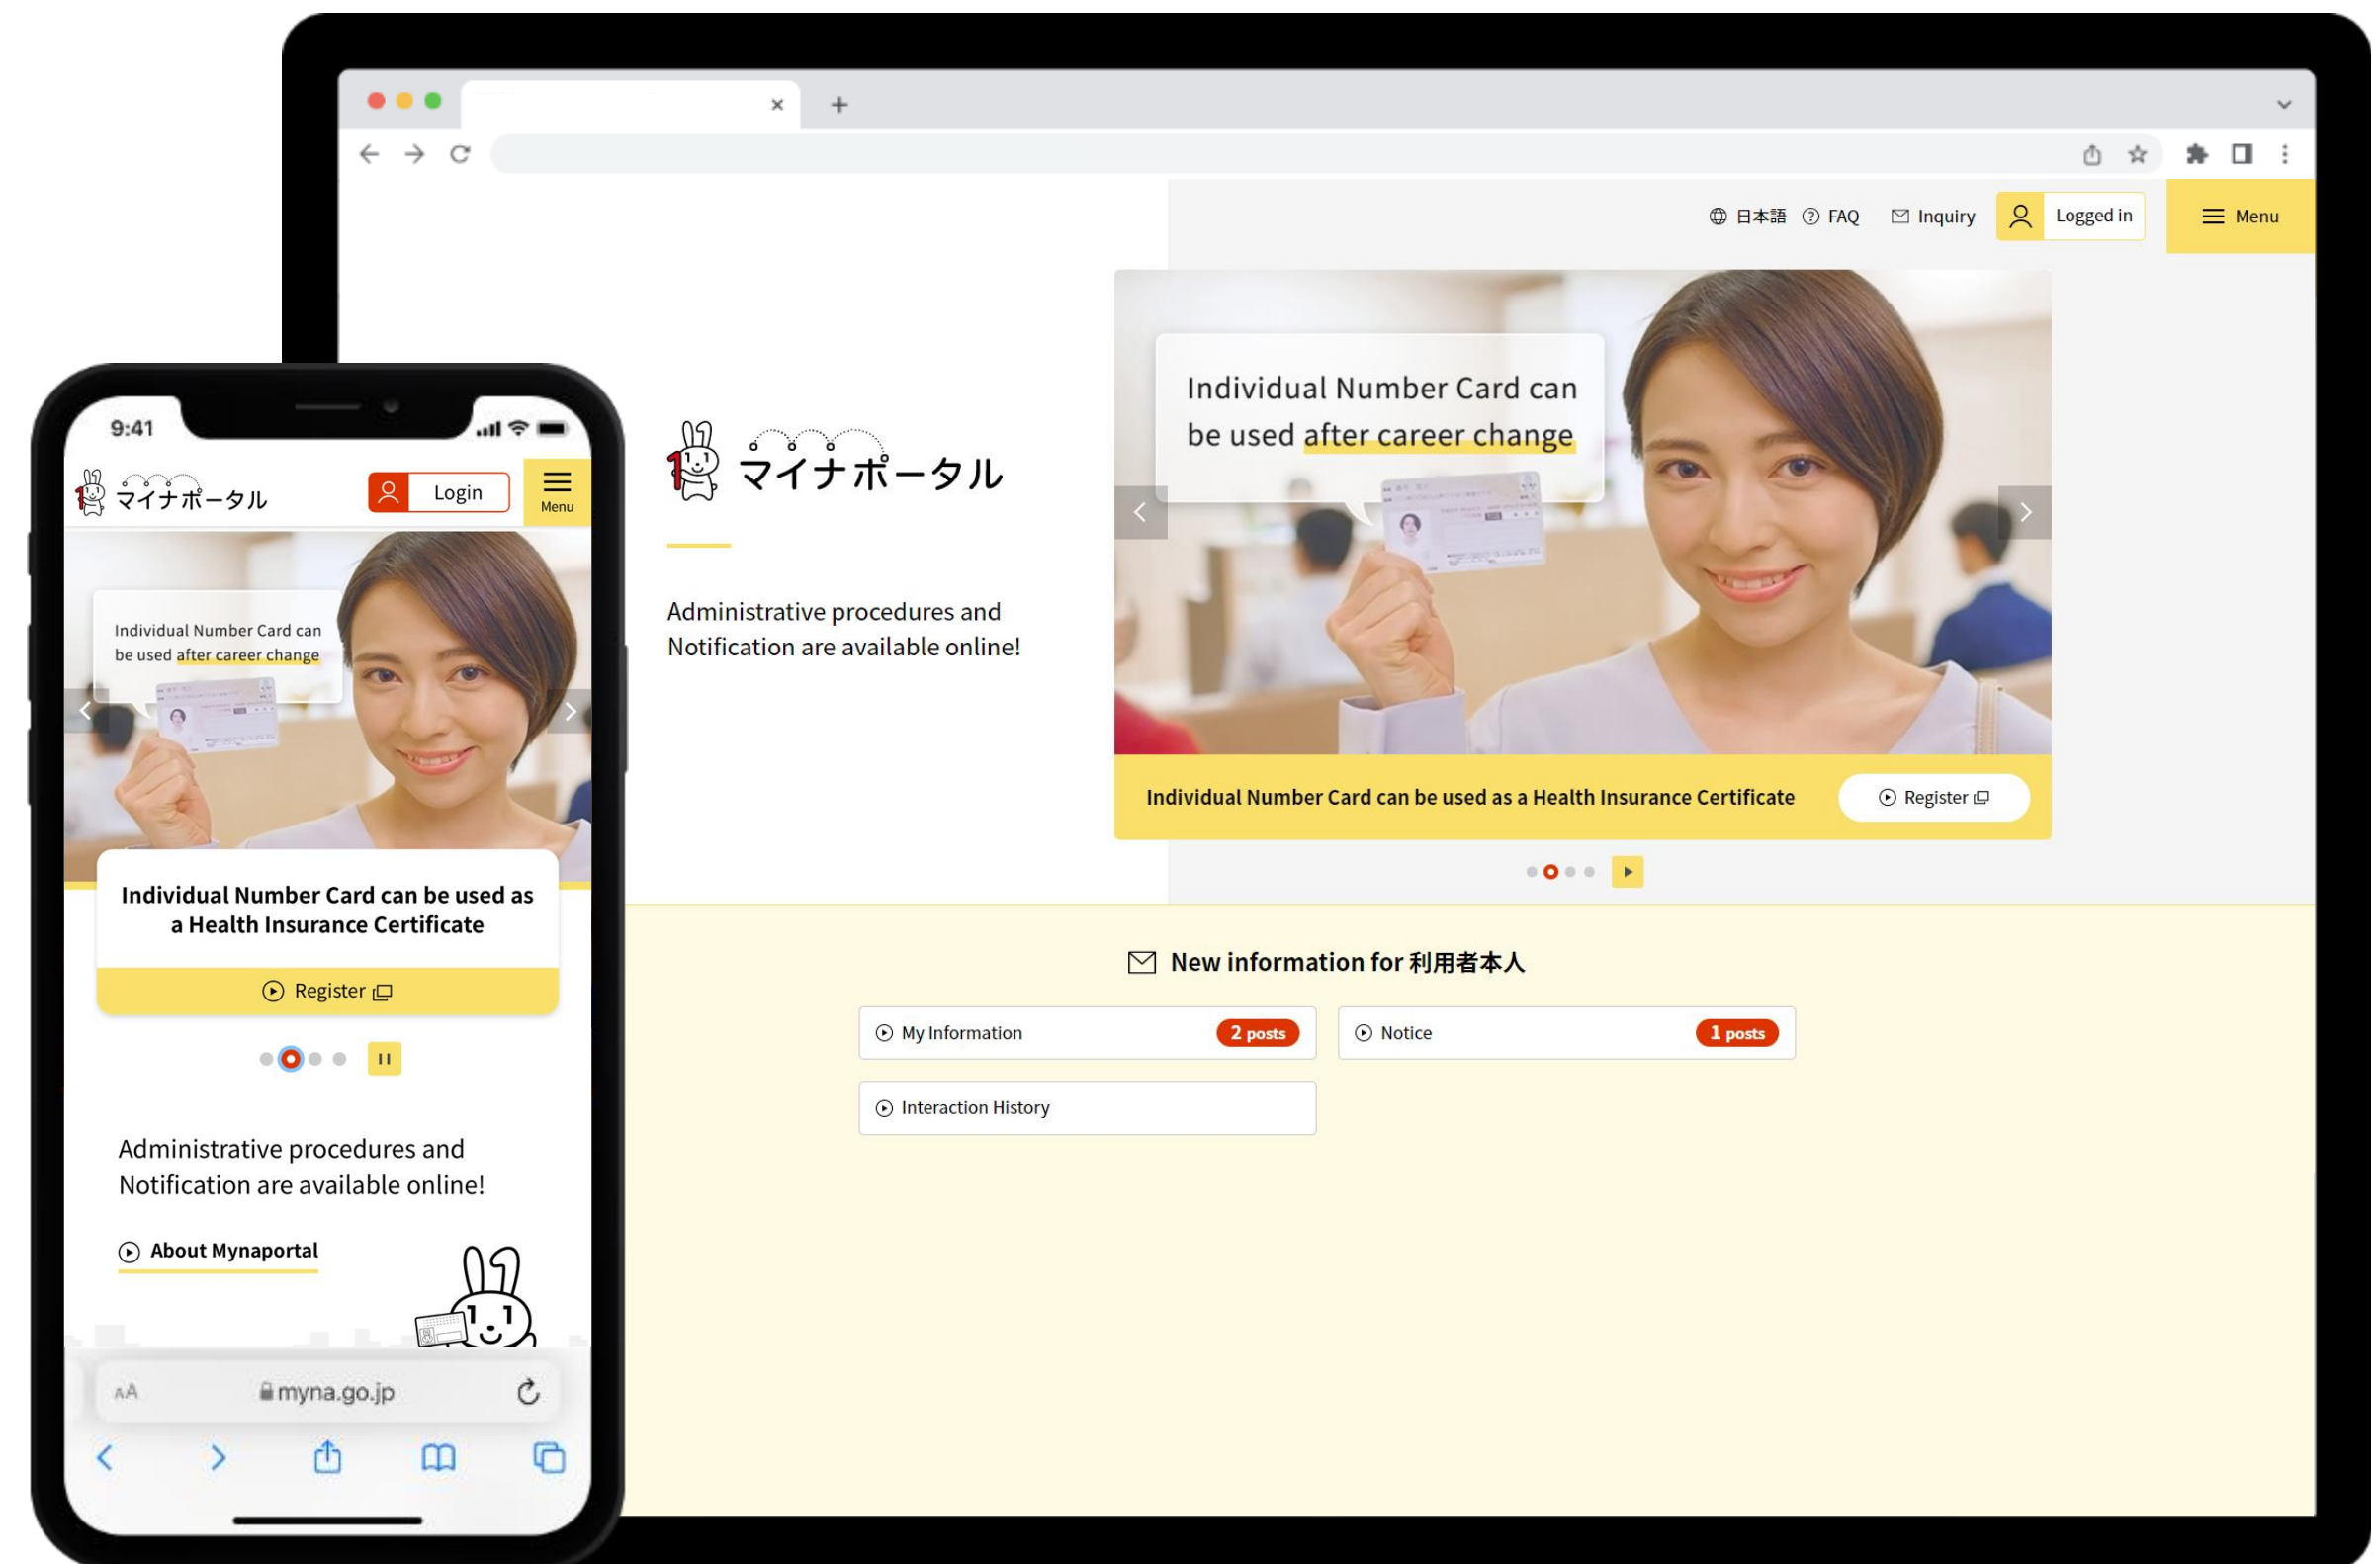 日本語
FAQ
Inquiry
Logged in
Menu
マイナポータル
Administrative procedures and
Notification are available online!
Individual Number Card can
be used after career change
Individual Number Card can be used as a Health Insurance Certificate
Register
New information for 利用者本人
My Information
2 posts
Notice
1 posts
Interaction History
9:41
マイナポータル
Login
Menu
Individual Number Card can
be used after career change
Individual Number Card can be used as
a Health Insurance Certificate
Register
Administrative procedures and
Notification are available online!
About Mynaportal
AA
myna.go.jp